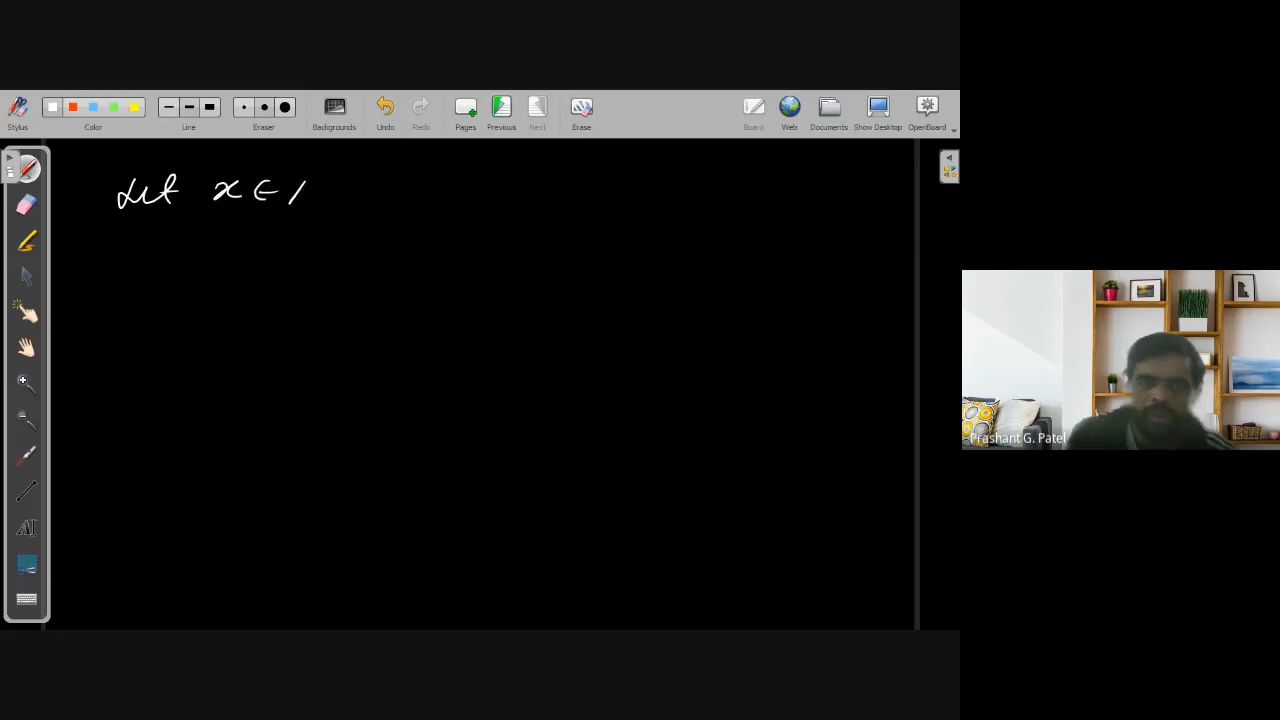 Stylus Color Line Eraser Backgrounds Undo Redo Pages Previous Next Erase Board Web Documents Show Desktop OpenBoard
Let x ∈ /
Prashant G. Patel